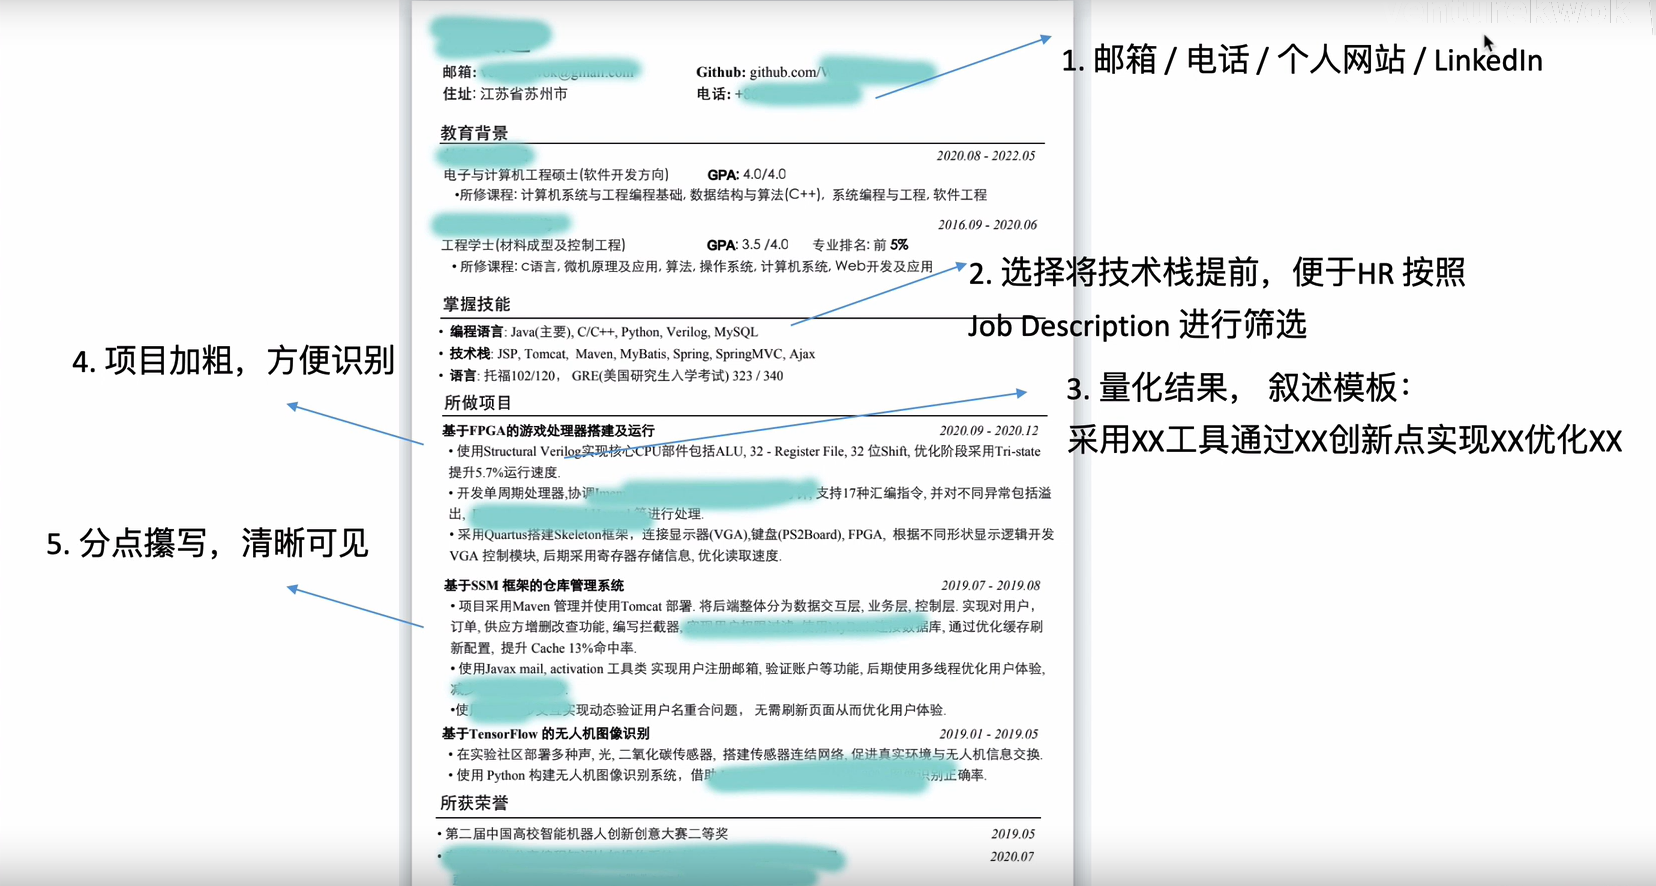 邮箱:
Github: github.com/
住址: 江苏省苏州市
电话: +
1. 邮箱 / 电话 / 个人网站 / LinkedIn
教育背景
2020.08 - 2022.05
电子与计算机工程硕士(软件开发方向) GPA: 4.0/4.0
•所修课程: 计算机系统与工程编程基础, 数据结构与算法(C++), 系统编程与工程, 软件工程
2016.09 - 2020.06
工程学士(材料成型及控制工程) GPA: 3.5 /4.0 专业排名: 前 5%
• 所修课程: c语言, 微机原理及应用, 算法, 操作系统, 计算机系统, Web开发及应用
2. 选择将技术栈提前，便于HR 按照
Job Description 进行筛选
掌握技能
• 编程语言: Java(主要), C/C++, Python, Verilog, MySQL
• 技术栈: JSP, Tomcat, Maven, MyBatis, Spring, SpringMVC, Ajax
• 语言: 托福102/120， GRE(美国研究生入学考试) 323 / 340
3. 量化结果， 叙述模板：
采用XX工具通过XX创新点实现XX优化XX
4. 项目加粗，方便识别
所做项目
基于FPGA的游戏处理器搭建及运行 2020.09 - 2020.12
• 使用Structural Verilog实现核心CPU部件包括ALU, 32 - Register File, 32 位Shift, 优化阶段采用Tri-state
提升5.7%运行速度.
• 开发单周期处理器,协调 支持17种汇编指令, 并对不同异常包括溢
出, 等进行处理.
• 采用Quartus搭建Skeleton框架，连接显示器(VGA),键盘(PS2Board), FPGA, 根据不同形状显示逻辑开发
VGA 控制模块, 后期采用寄存器存储信息, 优化读取速度.
5. 分点攥写，清晰可见
基于SSM 框架的仓库管理系统 2019.07 - 2019.08
• 项目采用Maven 管理并使用Tomcat 部署. 将后端整体分为数据交互层, 业务层, 控制层. 实现对用户，
订单, 供应方增删改查功能, 编写拦截器, 数据库, 通过优化缓存刷
新配置, 提升 Cache 13%命中率.
• 使用Javax mail, activation 工具类 实现用户注册邮箱, 验证账户等功能, 后期使用多线程优化用户体验,
•使 实现动态验证用户名重合问题， 无需刷新页面从而优化用户体验.
基于TensorFlow 的无人机图像识别 2019.01 - 2019.05
• 在实验社区部署多种声, 光, 二氧化碳传感器, 搭建传感器连结网络, 促进真实环境与无人机信息交换.
• 使用 Python 构建无人机图像识别系统，借助 识别正确率.
所获荣誉
• 第二届中国高校智能机器人创新创意大赛二等奖 2019.05
• 2020.07